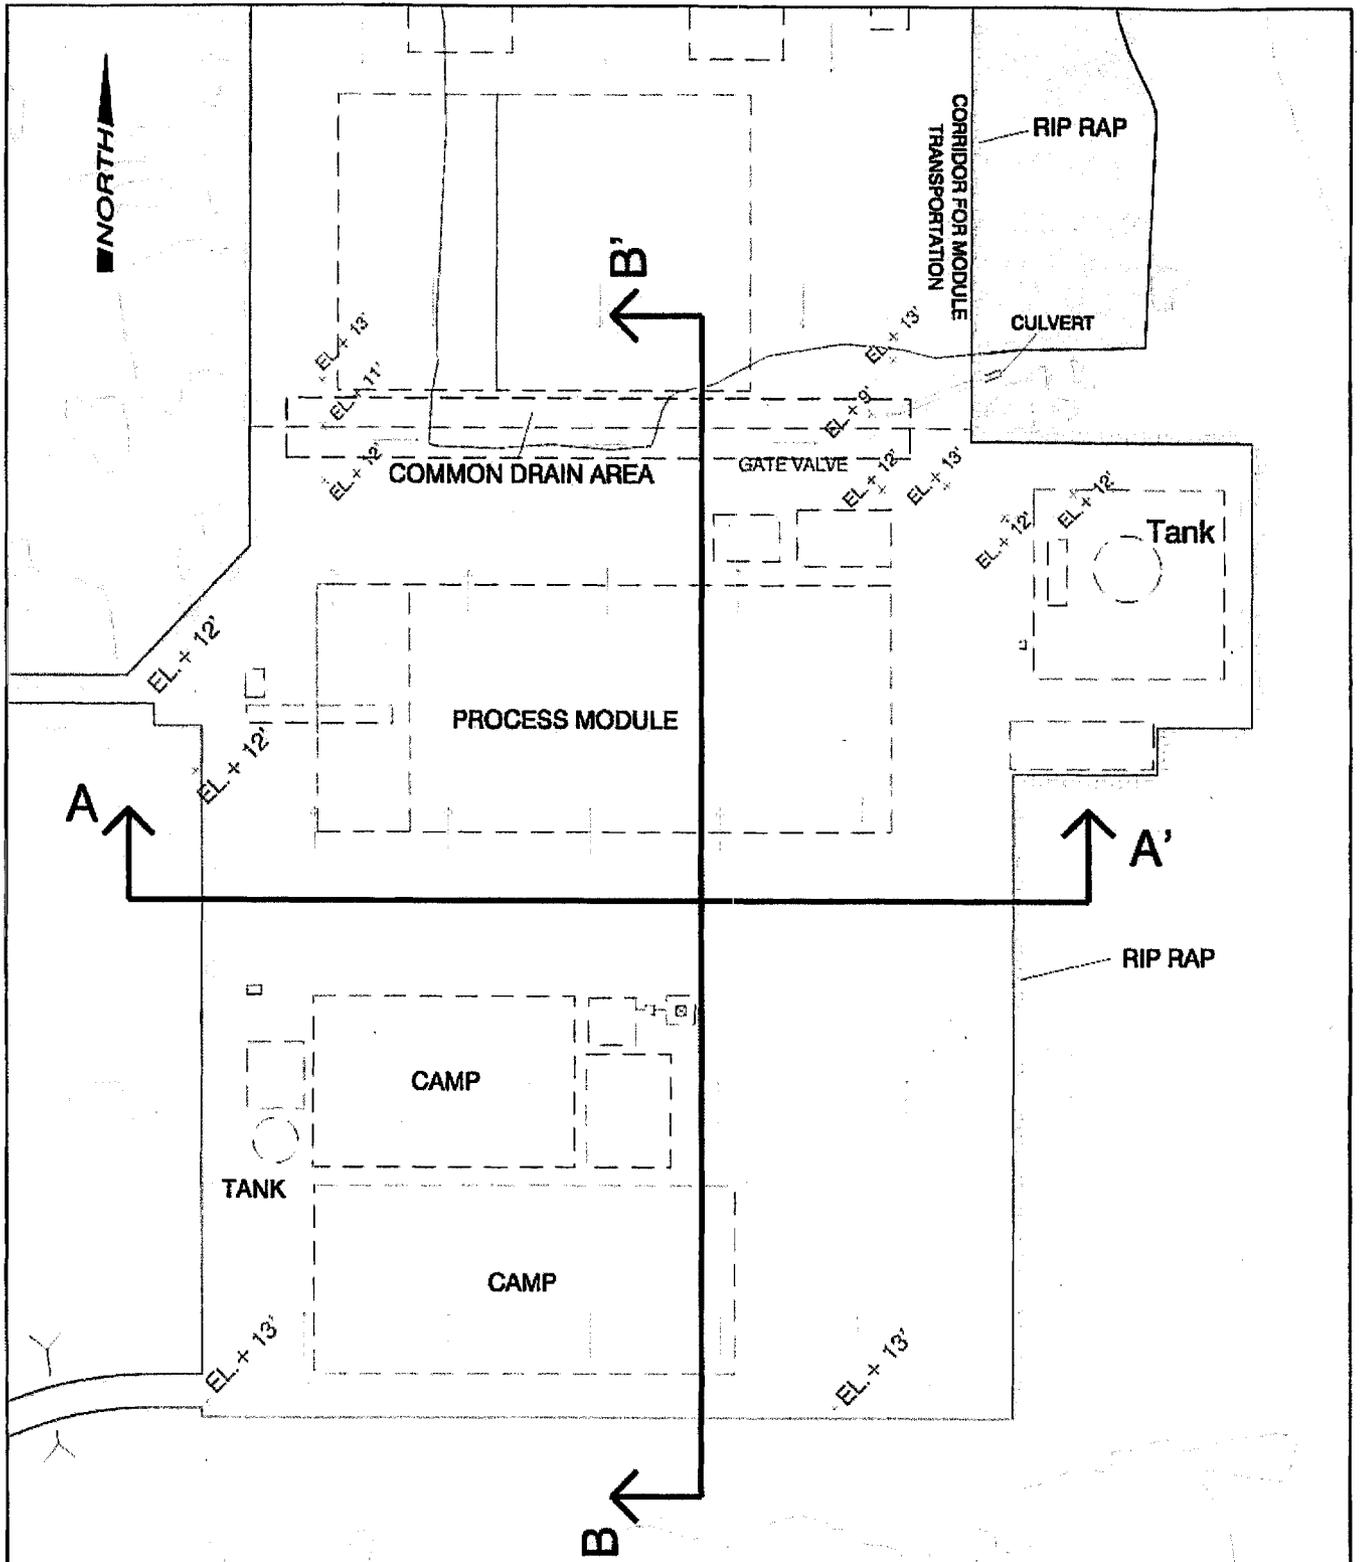 NORTH
RIP RAP
CORRIDOR FOR MODULE
TRANSPORTATION
B'
CULVERT
EL. + 13'
EL. + 13'
EL. + 11'
EL. + 9'
EL. + 12'
COMMON DRAIN AREA
GATE VALVE
EL. + 12'
EL. + 13'
EL. + 12'
EL. + 12'
Tank
EL. + 12'
PROCESS MODULE
EL. + 12'
A
A'
RIP RAP
CAMP
TANK
CAMP
EL. + 13'
EL. + 13'
B